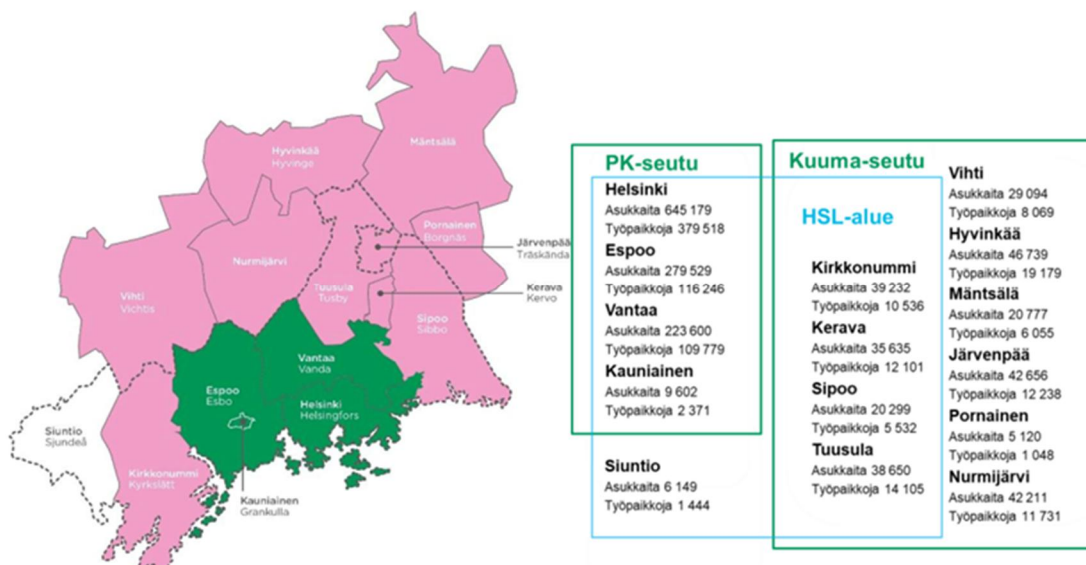 Mäntsälä
Hyvinkää
Hyvinge
Pornainen
Borgnäs
Järvenpää
Träskända
Nurmijärvi
Tuusula
Tusby
Kerava
Kervo
Vihti
Vichtis
Sipoo
Sibbo
Vantaa
Vanda
Espoo
Esbo
Helsinki
Helsingfors
Siuntio
Sjundeå
Kirkkonummi
Kyrkslätt
Kauniainen
Grankulla
PK-seutu
Helsinki
Asukkaita 645 179
Työpaikkoja 379 518
Espoo
Asukkaita 279 529
Työpaikkoja 116 246
Vantaa
Asukkaita 223 600
Työpaikkoja 109 779
Kauniainen
Asukkaita 9 602
Työpaikkoja 2 371
Siuntio
Asukkaita 6 149
Työpaikkoja 1 444
Kuuma-seutu
HSL-alue
Kirkkonummi
Asukkaita 39 232
Työpaikkoja 10 536
Kerava
Asukkaita 35 635
Työpaikkoja 12 101
Sipoo
Asukkaita 20 299
Työpaikkoja 5 532
Tuusula
Asukkaita 38 650
Työpaikkoja 14 105
Vihti
Asukkaita 29 094
Työpaikkoja 8 069
Hyvinkää
Asukkaita 46 739
Työpaikkoja 19 179
Mäntsälä
Asukkaita 20 777
Työpaikkoja 6 055
Järvenpää
Asukkaita 42 656
Työpaikkoja 12 238
Pornainen
Asukkaita 5 120
Työpaikkoja 1 048
Nurmijärvi
Asukkaita 42 211
Työpaikkoja 11 731